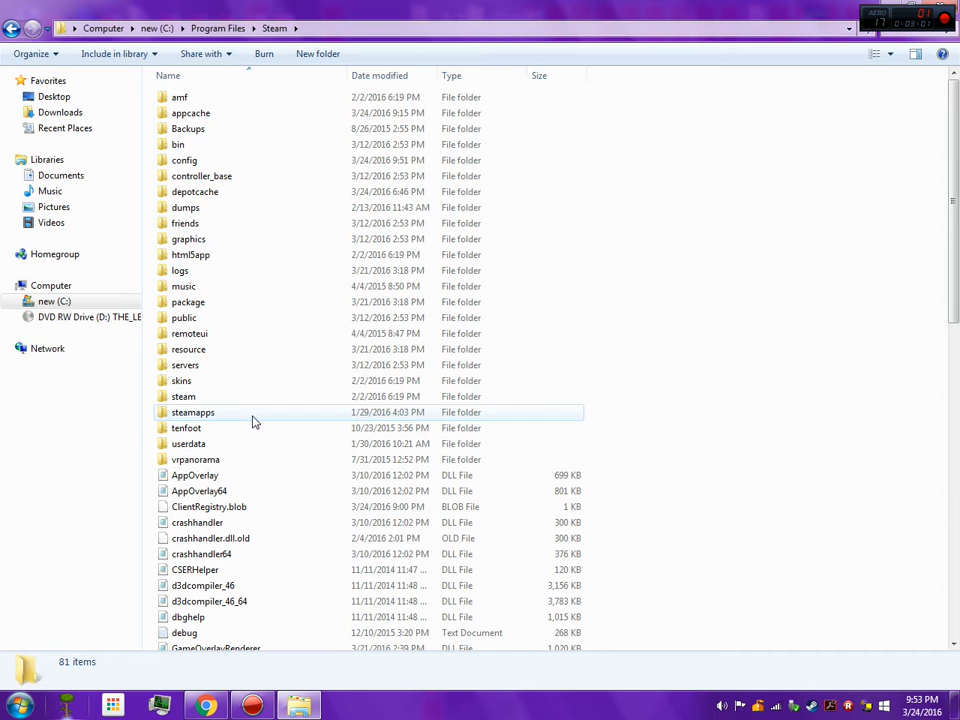 AERO 01
17 0:03:01
Computer new (C:) Program Files Steam
Organize Include in library Share with Burn New folder
Name Date modified Type Size
Favorites
Desktop
Downloads
Recent Places
Libraries
Documents
Music
Pictures
Videos
Homegroup
Computer
new (C:)
DVD RW Drive (D:) THE_LE
Network
amf 2/2/2016 6:19 PM File folder
appcache 3/24/2016 9:15 PM File folder
Backups 8/26/2015 2:55 PM File folder
bin 3/12/2016 2:53 PM File folder
config 3/24/2016 9:51 PM File folder
controller_base 3/12/2016 2:53 PM File folder
depotcache 3/24/2016 6:46 PM File folder
dumps 2/13/2016 11:43 AM File folder
friends 3/12/2016 2:53 PM File folder
graphics 3/12/2016 2:53 PM File folder
html5app 2/2/2016 6:19 PM File folder
logs 3/21/2016 3:18 PM File folder
music 4/4/2015 8:50 PM File folder
package 3/21/2016 3:18 PM File folder
public 3/12/2016 2:53 PM File folder
remoteui 4/4/2015 8:47 PM File folder
resource 3/21/2016 3:18 PM File folder
servers 3/12/2016 2:53 PM File folder
skins 2/2/2016 6:19 PM File folder
steam 2/2/2016 6:19 PM File folder
steamapps 1/29/2016 4:03 PM File folder
tenfoot 10/23/2015 3:56 PM File folder
userdata 1/30/2016 10:21 AM File folder
vrpanorama 7/31/2015 12:52 PM File folder
AppOverlay 3/10/2016 12:02 PM DLL File 699 KB
AppOverlay64 3/10/2016 12:02 PM DLL File 801 KB
ClientRegistry.blob 3/24/2016 9:00 PM BLOB File 1 KB
crashhandler 3/10/2016 12:02 PM DLL File 300 KB
crashhandler.dll.old 2/4/2016 2:01 PM OLD File 300 KB
crashhandler64 3/10/2016 12:02 PM DLL File 376 KB
CSERHelper 11/11/2014 11:47 ... DLL File 120 KB
d3dcompiler_46 11/11/2014 11:48 ... DLL File 3,156 KB
d3dcompiler_46_64 11/11/2014 11:48 ... DLL File 3,783 KB
dbghelp 11/11/2014 11:48 ... DLL File 1,015 KB
debug 12/10/2015 3:20 PM Text Document 268 KB
GameOverlayRenderer 3/21/2016 2:39 PM DLL File 1,020 KB
81 items
9:53 PM
3/24/2016